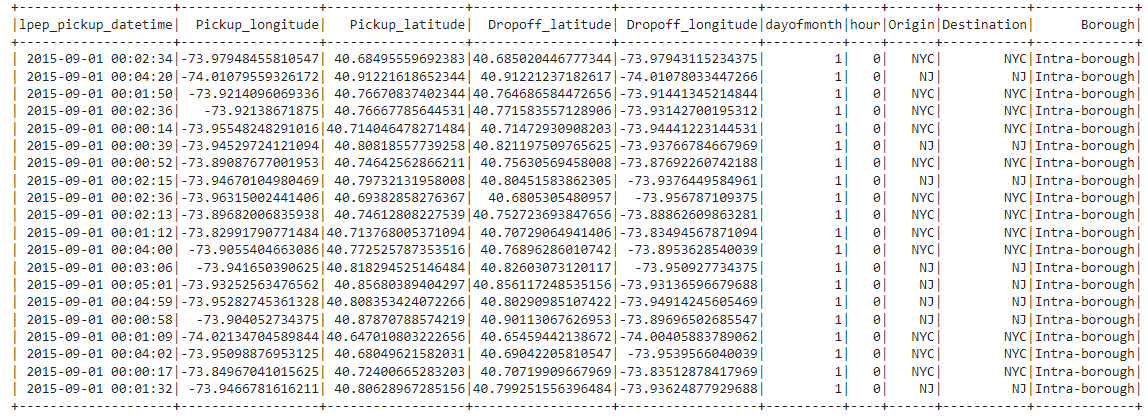 +--------------------+------------------+------------------+------------------+------------------+----------+----+------+-----------+-------------+
|lpep_pickup_datetime|  Pickup_longitude|   Pickup_latitude|  Dropoff_latitude| Dropoff_longitude|dayofmonth|hour|Origin|Destination|      Borough|
+--------------------+------------------+------------------+------------------+------------------+----------+----+------+-----------+-------------+
| 2015-09-01 00:02:34|-73.97948455810547| 40.68495559692383|40.685020446777344|-73.97943115234375|         1|   0|   NYC|        NYC|Intra-borough|
| 2015-09-01 00:04:20|-74.01079559326172| 40.91221618652344| 40.91221237182617|-74.01078033447266|         1|   0|    NJ|         NJ|Intra-borough|
| 2015-09-01 00:01:50| -73.9214096069336| 40.76670837402344|40.764686584472656|-73.91441345214844|         1|   0|   NYC|        NYC|Intra-borough|
| 2015-09-01 00:02:36|   -73.92138671875| 40.76667785644531|40.771583557128906|-73.93142700195312|         1|   0|   NYC|        NYC|Intra-borough|
| 2015-09-01 00:00:14|-73.95548248291016|40.714046478271484| 40.71472930908203|-73.94441223144531|         1|   0|   NYC|        NYC|Intra-borough|
| 2015-09-01 00:00:39|-73.94529724121094| 40.80818557739258|40.821197509765625|-73.93766784667969|         1|   0|    NJ|         NJ|Intra-borough|
| 2015-09-01 00:00:52|-73.89087677001953| 40.74642562866211| 40.75630569458008|-73.87692260742188|         1|   0|   NYC|        NYC|Intra-borough|
| 2015-09-01 00:02:15|-73.94670104980469| 40.79732131958008| 40.80451583862305| -73.9376449584961|         1|   0|    NJ|         NJ|Intra-borough|
| 2015-09-01 00:02:36|-73.96315002441406| 40.69382858276367|  40.6805305480957|  -73.956787109375|         1|   0|   NYC|        NYC|Intra-borough|
| 2015-09-01 00:02:13|-73.89682006835938| 40.74612808227539|40.752723693847656|-73.88862609863281|         1|   0|   NYC|        NYC|Intra-borough|
| 2015-09-01 00:01:12|-73.82991790771484|40.713768005371094| 40.70729064941406|-73.83494567871094|         1|   0|   NYC|        NYC|Intra-borough|
| 2015-09-01 00:04:00| -73.9055404663086|40.772525787353516| 40.76896286010742| -73.8953628540039|         1|   0|   NYC|        NYC|Intra-borough|
| 2015-09-01 00:03:06|  -73.941650390625|40.818294525146484| 40.82603073120117|  -73.950927734375|         1|   0|    NJ|         NJ|Intra-borough|
| 2015-09-01 00:05:01|-73.93252563476562| 40.85680389404297|40.856117248535156|-73.93136596679688|         1|   0|    NJ|         NJ|Intra-borough|
| 2015-09-01 00:04:59|-73.95282745361328|40.808353424072266| 40.80290985107422|-73.94914245605469|         1|   0|    NJ|         NJ|Intra-borough|
| 2015-09-01 00:00:58|  -73.904052734375| 40.87870788574219| 40.90113067626953|-73.89696502685547|         1|   0|    NJ|         NJ|Intra-borough|
| 2015-09-01 00:01:09|-74.02134704589844|40.647010803222656| 40.65459442138672|-74.00405883789062|         1|   0|   NYC|        NYC|Intra-borough|
| 2015-09-01 00:04:02|-73.95098876953125| 40.68049621582031| 40.69042205810547| -73.9539566040039|         1|   0|   NYC|        NYC|Intra-borough|
| 2015-09-01 00:00:17|-73.84967041015625| 40.72400665283203| 40.70719909667969|-73.83512878417969|         1|   0|   NYC|        NYC|Intra-borough|
| 2015-09-01 00:01:32| -73.9466781616211| 40.80628967285156|40.799251556396484|-73.93624877929688|         1|   0|    NJ|         NJ|Intra-borough|
+--------------------+------------------+------------------+------------------+------------------+----------+----+------+-----------+-------------+